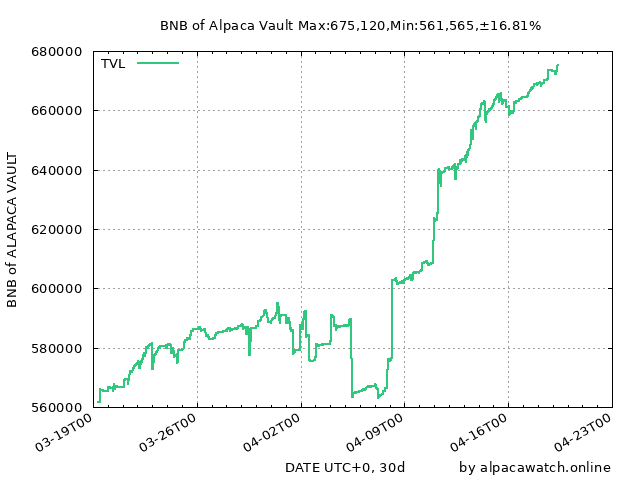 BNB of Alpaca Vault Max:675,120,Min:561,565,±16.81%
680000
TVL
660000
640000
620000
600000
580000
560000
BNB of ALAPACA VAULT
03-19T00
03-26T00
04-02T00
04-09T00
04-16T00
04-23T00
DATE UTC+0, 30d
by alpacawatch.online